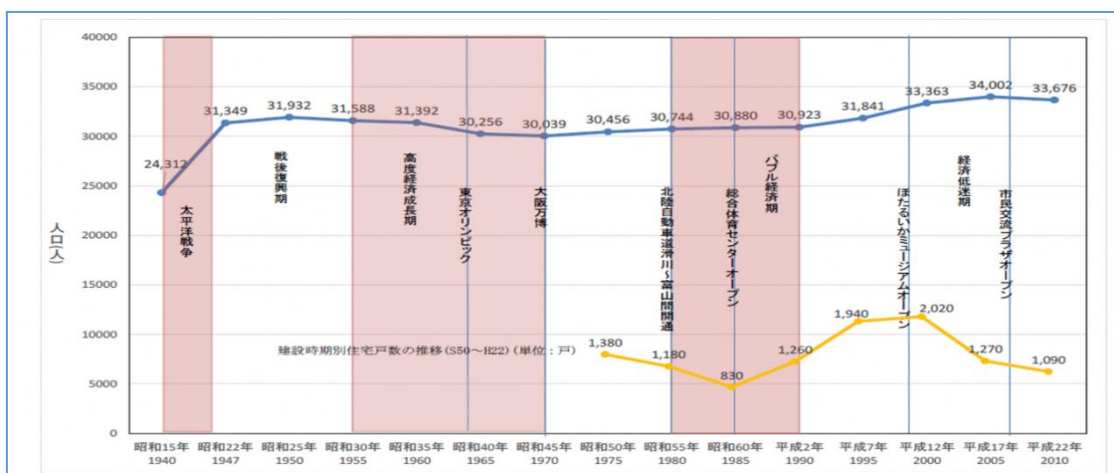 40000
35000
30000
25000
20000
15000
10000
5000
0
人口(人)
24,312
31,349
31,932
31,588
31,392
30,256
30,039
30,456
30,744
30,880
30,923
31,841
33,363
34,002
33,676
太平洋戦争
戦後復興期
高度経済成長期
東京オリンピック
大阪万博
北陸自動車道滑川～富山間開通
総合体育センターオープン
バブル経済期
ほたるいかミュージアムオープン
経済低迷期
市民交流プラザオープン
建設時期別住宅戸数の推移(S50～H22)(単位：戸)
1,380
1,180
830
1,260
1,940
2,020
1,270
1,090
昭和15年 昭和22年 昭和25年 昭和30年 昭和35年 昭和40年 昭和45年 昭和50年 昭和55年 昭和60年 平成2年 平成7年 平成12年 平成17年 平成22年
1940 1947 1950 1955 1960 1965 1970 1975 1980 1985 1990 1995 2000 2005 2010